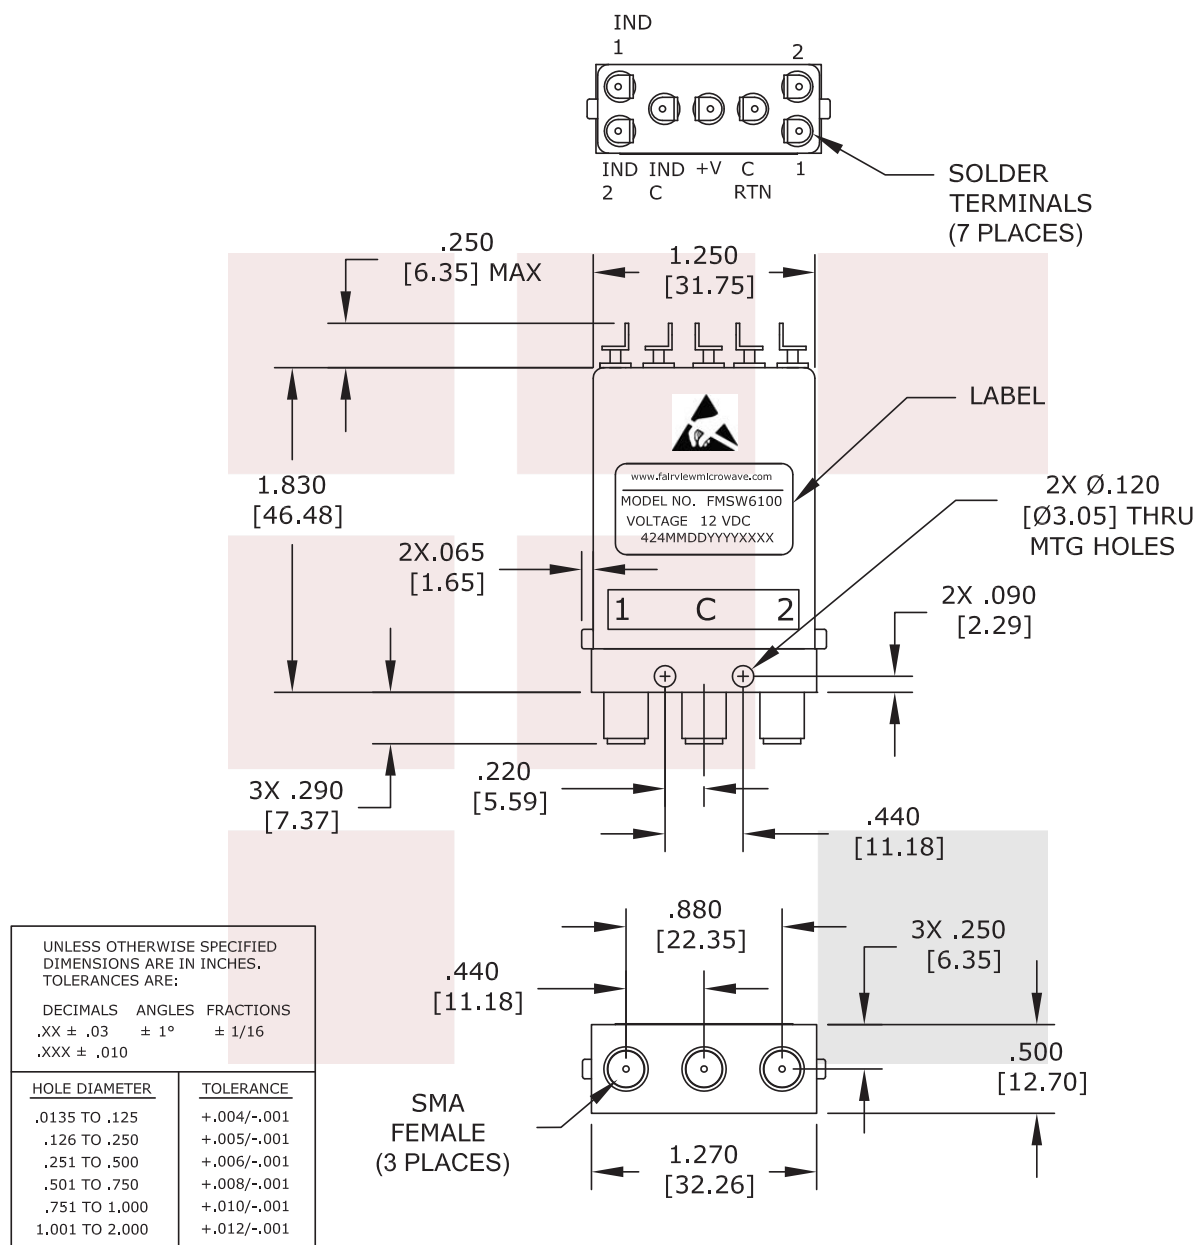 IND
1
2
IND
2
IND
C
+V
C
RTN
1
SOLDER
TERMINALS
(7 PLACES)
.250
[6.35] MAX
1.250
[31.75]
LABEL
www.fairviewmicrowave.com
MODEL NO. FMSW6100
VOLTAGE 12 VDC
424MMDDYYYYXXXX
1.830
[46.48]
2X Ø.120
[Ø3.05] THRU
MTG HOLES
2X.065
[1.65]
1 C 2
2X .090
[2.29]
3X .290
[7.37]
.220
[5.59]
.440
[11.18]
.880
[22.35]
3X .250
[6.35]
.440
[11.18]
.500
[12.70]
SMA
FEMALE
(3 PLACES)
1.270
[32.26]
UNLESS OTHERWISE SPECIFIED
DIMENSIONS ARE IN INCHES.
TOLERANCES ARE:
DECIMALS ANGLES FRACTIONS
.XX ± .03 ± 1° ± 1/16
.XXX ± .010
HOLE DIAMETER TOLERANCE
.0135 TO .125 +.004/-.001
.126 TO .250 +.005/-.001
.251 TO .500 +.006/-.001
.501 TO .750 +.008/-.001
.751 TO 1.000 +.010/-.001
1.001 TO 2.000 +.012/-.001